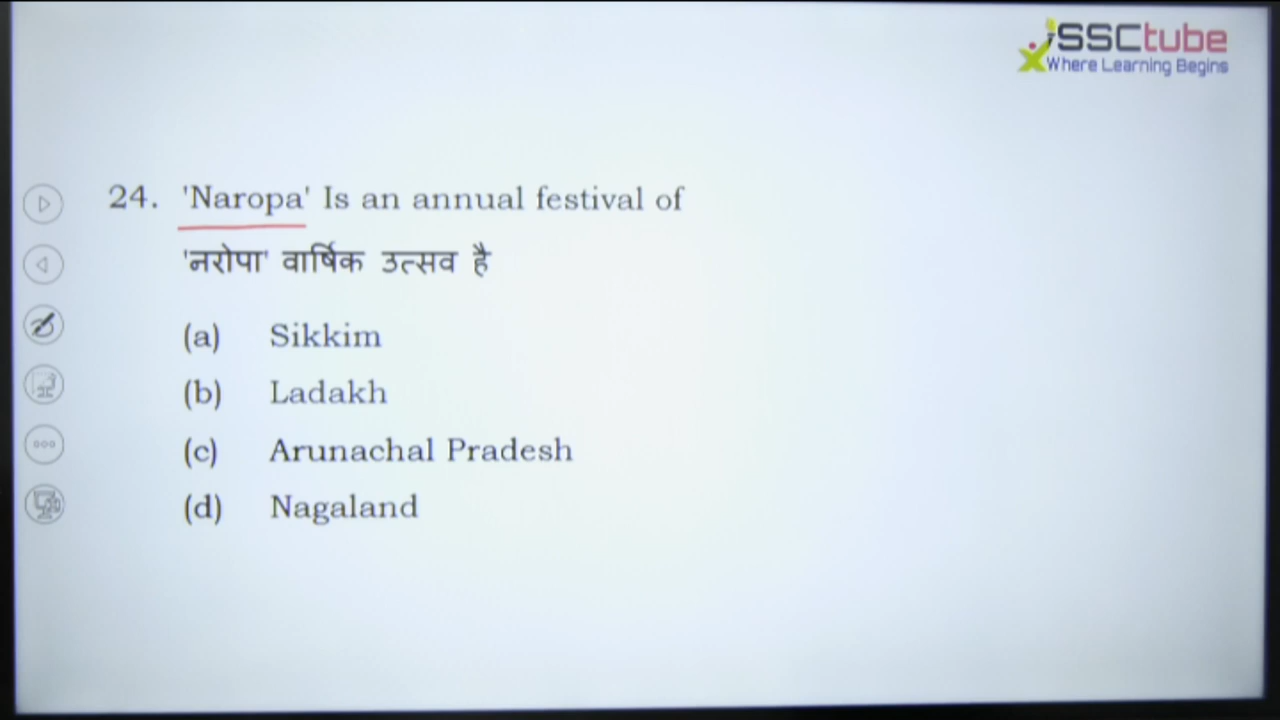 SSCtube
Where Learning Begins
24. 'Naropa' Is an annual festival of
'नरोपा' वार्षिक उत्सव है
(a) Sikkim
(b) Ladakh
(c) Arunachal Pradesh
(d) Nagaland